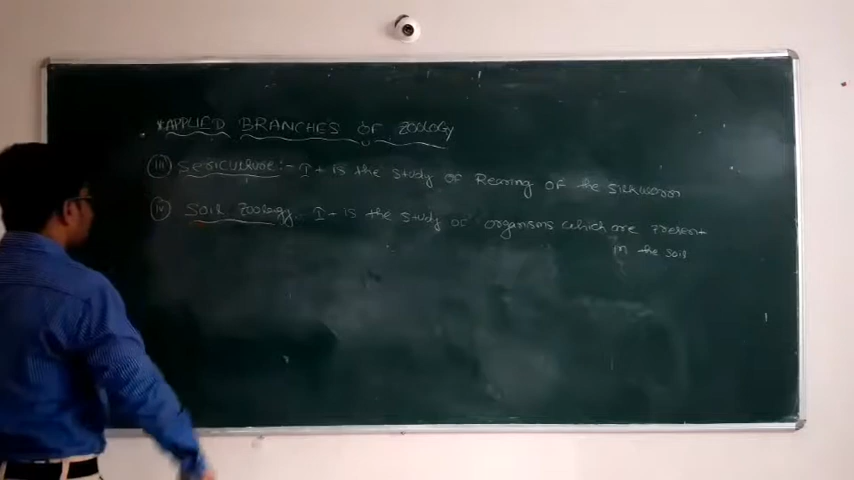 *APPLIED BRANCHES OF ZOOLOGY
(iii) Sericulture:- It is the study of Rearing of the silkworm
(iv) Soil Zoology:- It is the study of organisms which are Present
in the soil